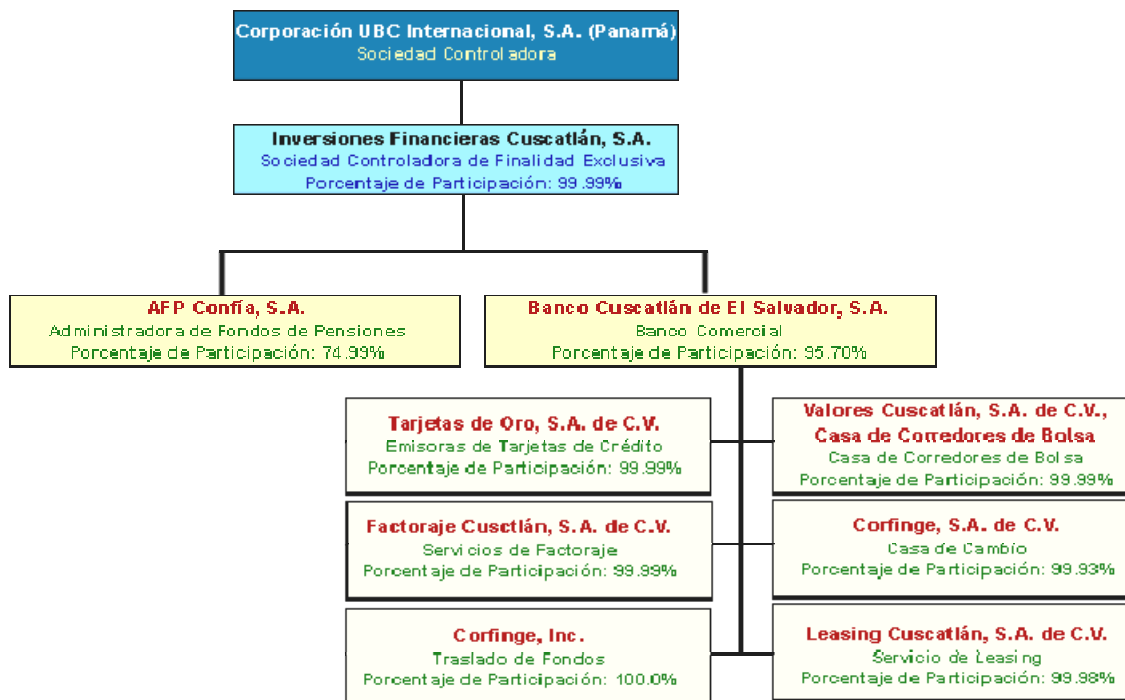 Corporación UBC Internacional, S.A. (Panamá)
Sociedad Controladora
Inversiones Financieras Cuscatlán, S.A.
Sociedad Controladora de Finalidad Exclusiva
Porcentaje de Participación: 99.99%
AFP Confía, S.A.
Administradora de Fondos de Pensiones
Porcentaje de Participación: 74.99%
Banco Cuscatlán de El Salvador, S.A.
Banco Comercial
Porcentaje de Participación: 95.70%
Tarjetas de Oro, S.A. de C.V.
Emisoras de Tarjetas de Crédito
Porcentaje de Participación: 99.99%
Valores Cuscatlán, S.A. de C.V.,
Casa de Corredores de Bolsa
Casa de Corredores de Bolsa
Porcentaje de Participación: 99.99%
Factoraje Cusctlán, S.A. de C.V.
Servicios de Factoraje
Porcentaje de Participación: 99.99%
Corfinge, S.A. de C.V.
Casa de Cambio
Porcentaje de Participación: 99.93%
Corfinge, Inc.
Traslado de Fondos
Porcentaje de Participación: 100.0%
Leasing Cuscatlán, S.A. de C.V.
Servicio de Leasing
Porcentaje de Participación: 99.98%